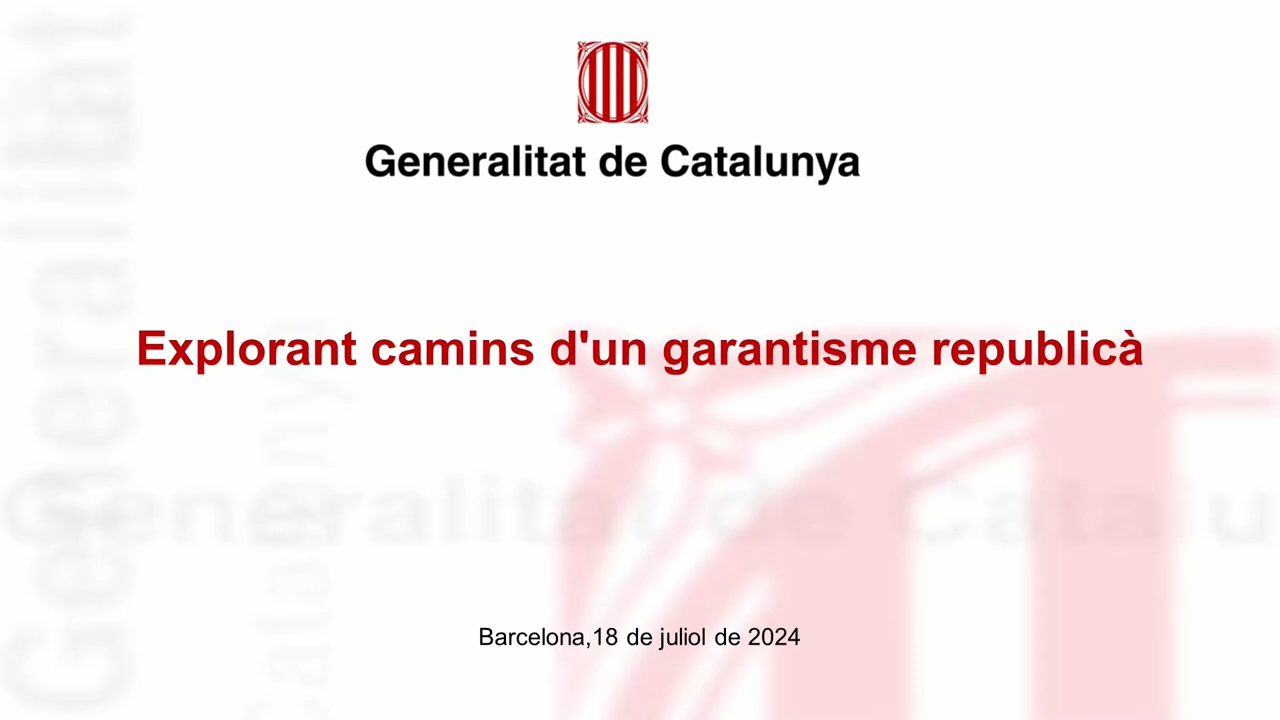 Generalitat de Catalunya
Explorant camins d'un garantisme republicà
Barcelona,18 de juliol de 2024